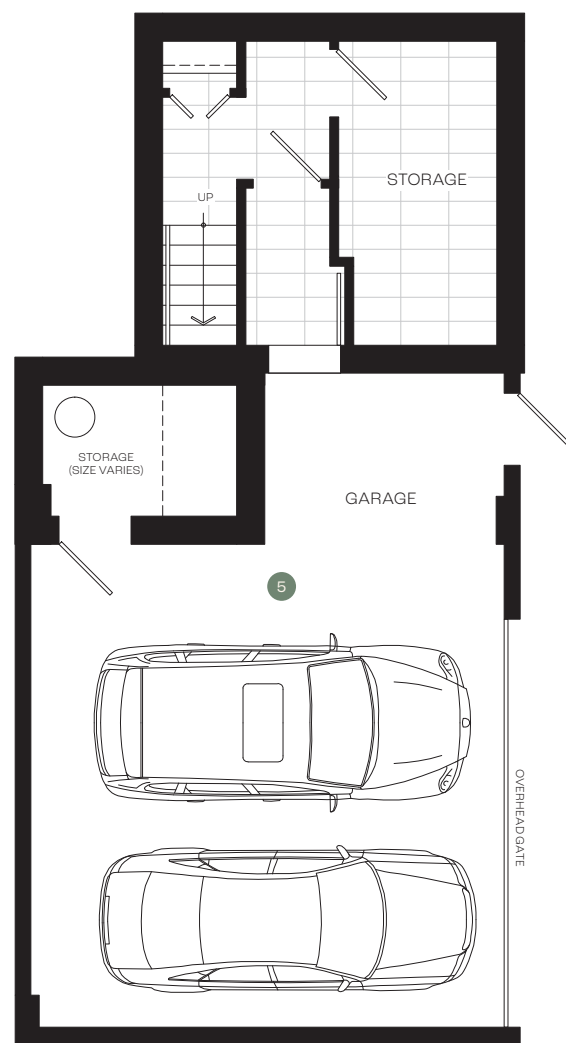 UP
STORAGE
STORAGE
(SIZE VARIES)
GARAGE
5
OVERHEAD GATE